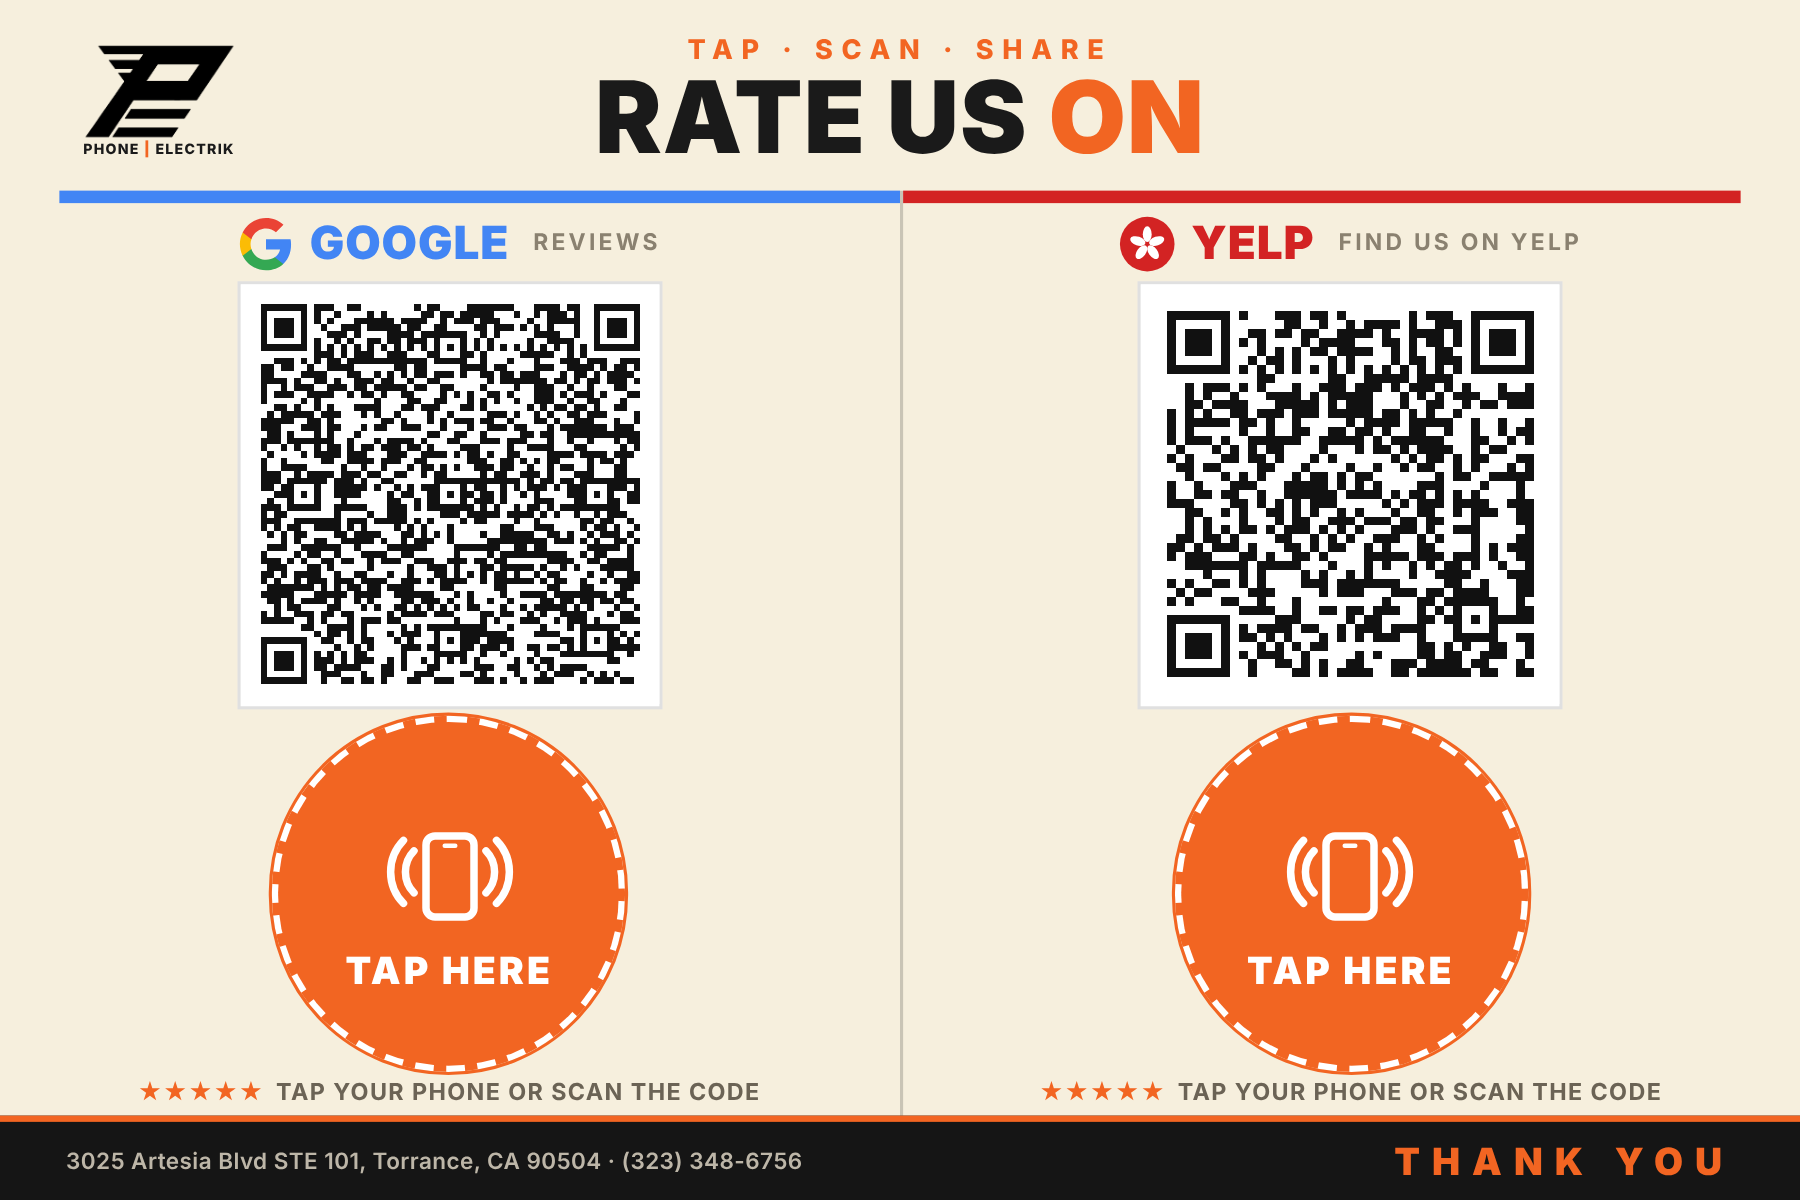 TAP · SCAN · SHARE
RATE US ON
PHONE | ELECTRIK
GOOGLE REVIEWS
TAP HERE
★★★★★ TAP YOUR PHONE OR SCAN THE CODE
YELP FIND US ON YELP
TAP HERE
★★★★★ TAP YOUR PHONE OR SCAN THE CODE
3025 Artesia Blvd STE 101, Torrance, CA 90504 · (323) 348-6756
THANK YOU